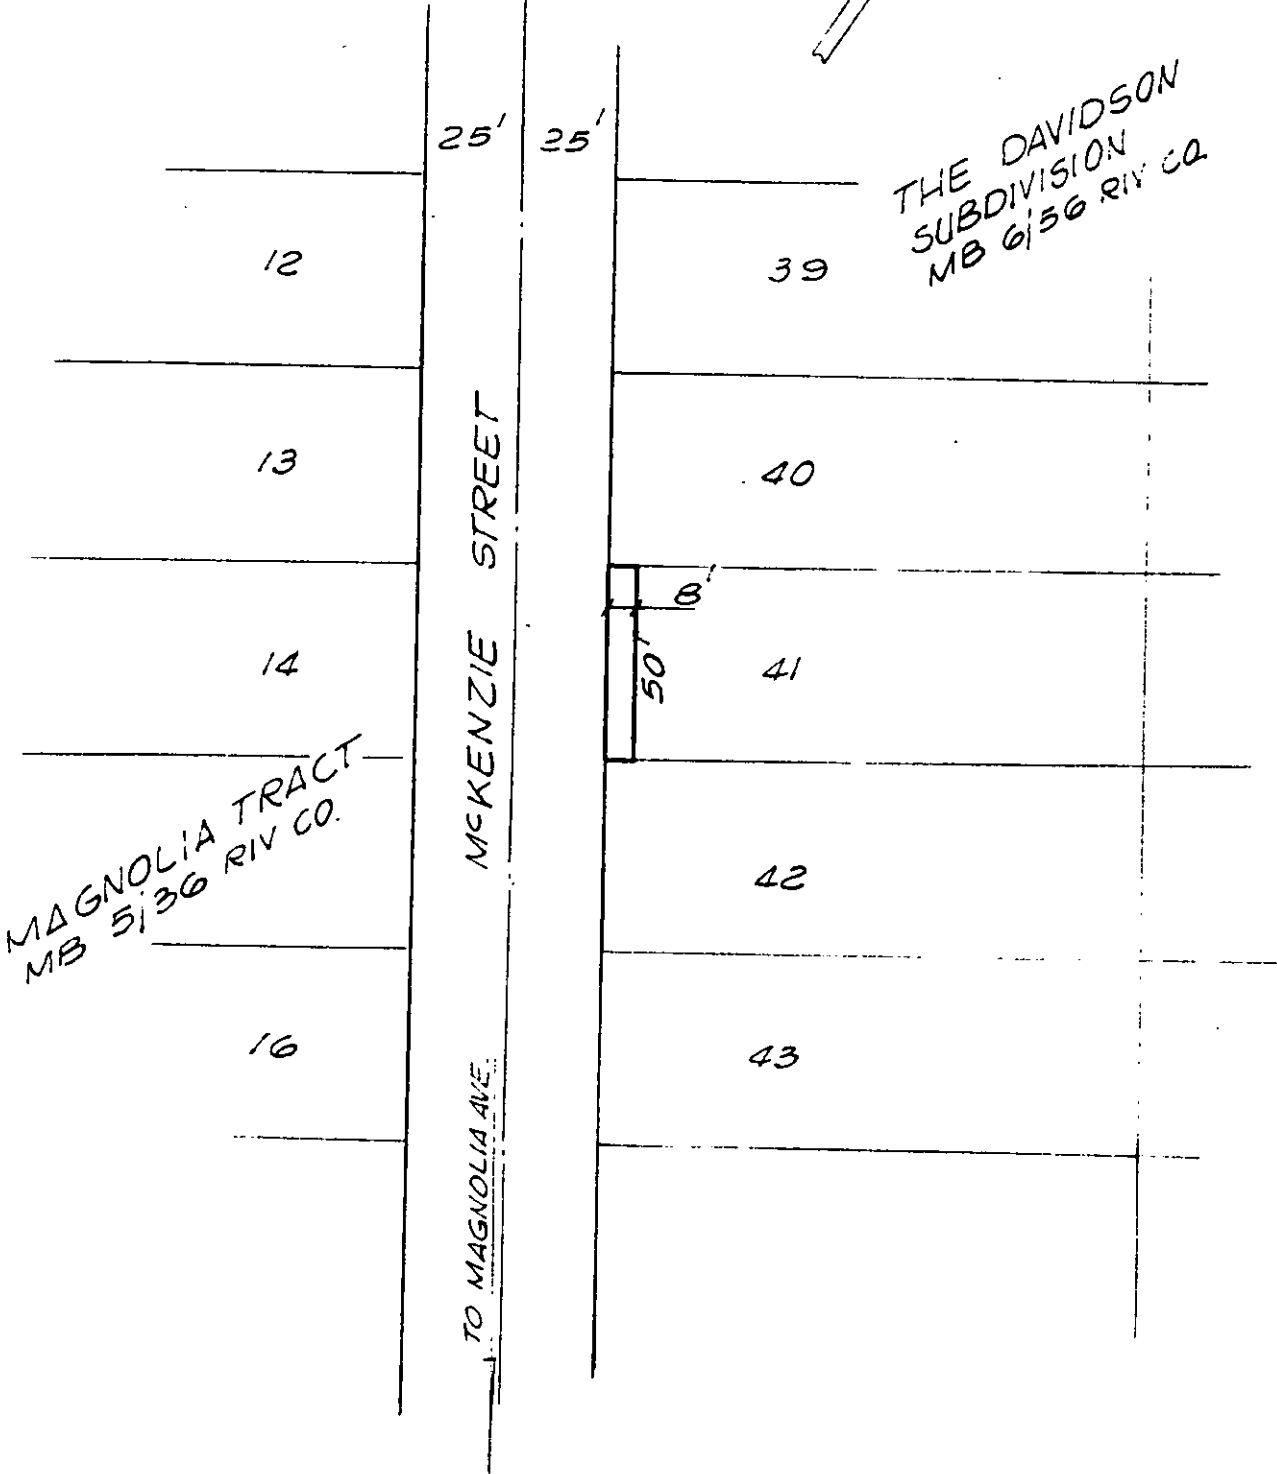 25' 25'
THE DAVIDSON
SUBDIVISION
MB 6/56 RIV CO.
12
39
13
40
McKENZIE STREET
8'
50'
14
41
MAGNOLIA TRACT
MB 5/36 RIV CO.
42
16
43
TO MAGNOLIA AVE.